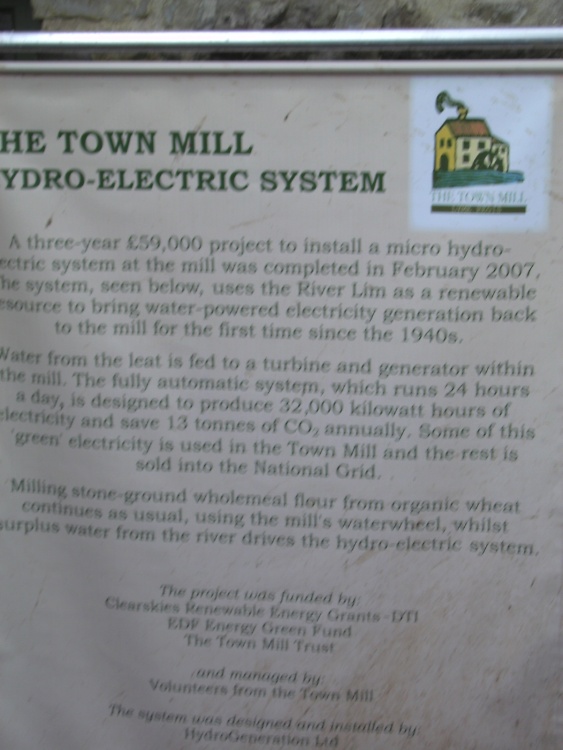 HE TOWN MILL
YDRO-ELECTRIC SYSTEM
THE TOWN MILL
A three-year £59,000 project to install a micro hydro-
ectric system at the mill was completed in February 2007.
he system, seen below, uses the River Lim as a renewable
esource to bring water-powered electricity generation back
to the mill for the first time since the 1940s.
Water from the leat is fed to a turbine and generator within
the mill. The fully automatic system, which runs 24 hours
a day, is designed to produce 32,000 kilowatt hours of
electricity and save 13 tonnes of CO₂ annually. Some of this
'green' electricity is used in the Town Mill and the rest is
sold into the National Grid.
Milling stone-ground wholemeal flour from organic wheat
continues as usual, using the mill's waterwheel, whilst
surplus water from the river drives the hydro-electric system.
The project was funded by:
Clearskies Renewable Energy Grants -DTI
EDF Energy Green Fund
The Town Mill Trust
and managed by:
Volunteers from the Town Mill
The system was designed and installed by:
HydroGeneration Ltd